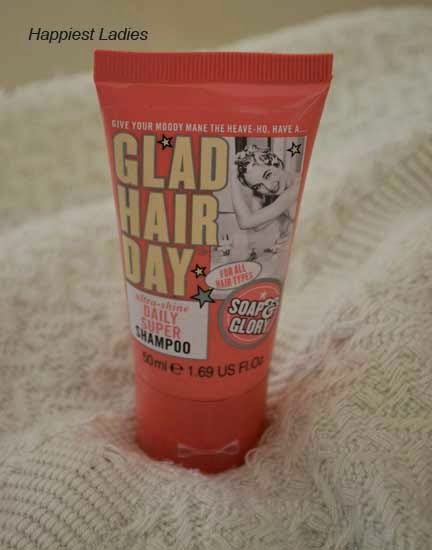 Happiest Ladies
GIVE YOUR MOODY MANE THE HEAVE-HO, HAVE A...
GLAD
HAIR
DAY
FOR ALL
HAIR TYPES
ultra-shine
DAILY
SUPER
SHAMPOO
SOAP&
GLORY
50ml e 1.69 US Fl.Oz